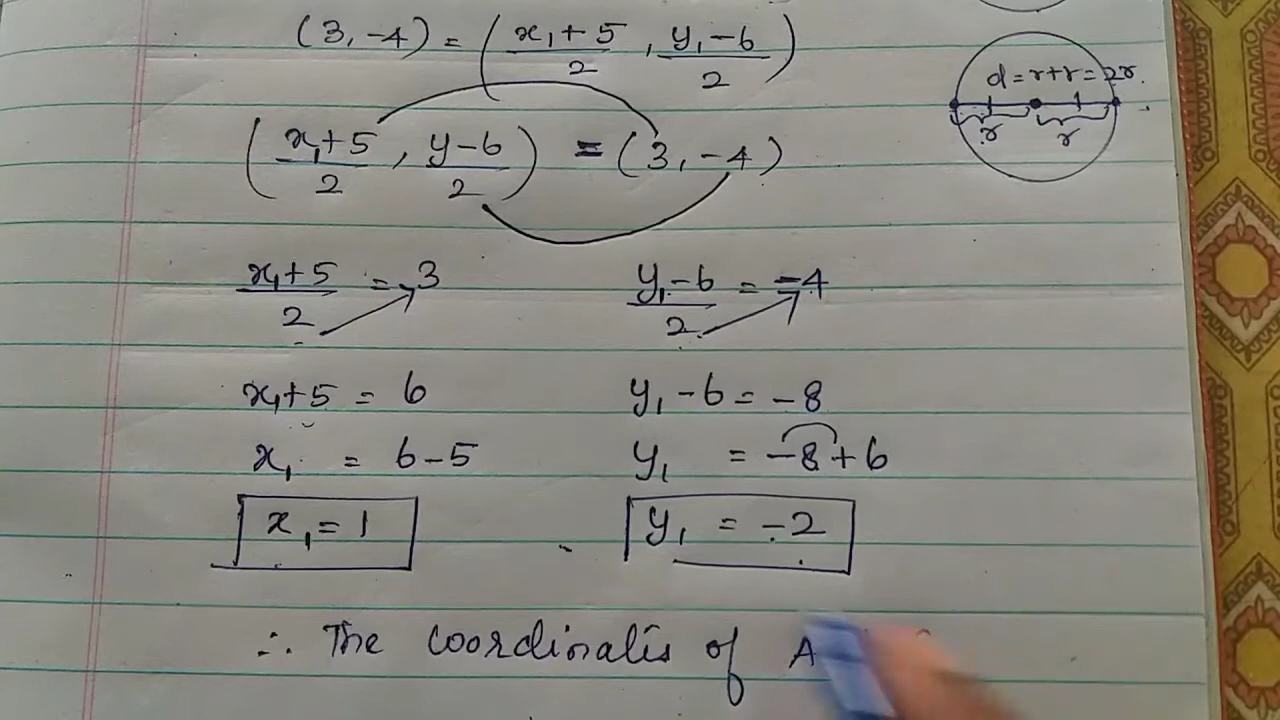 (3, -4) = (x₁+5/2, y₁-6/2)
d=r+r=2r.
r r
(x₁+5/2, y-6/2) = (3, -4)
x₁+5/2 = 3 y₁-6/2 = -4
x₁+5 = 6 y₁-6 = -8
x₁ = 6-5 y₁ = -8+6
x₁ = 1 y₁ = -2
∴ The coordinatis of A